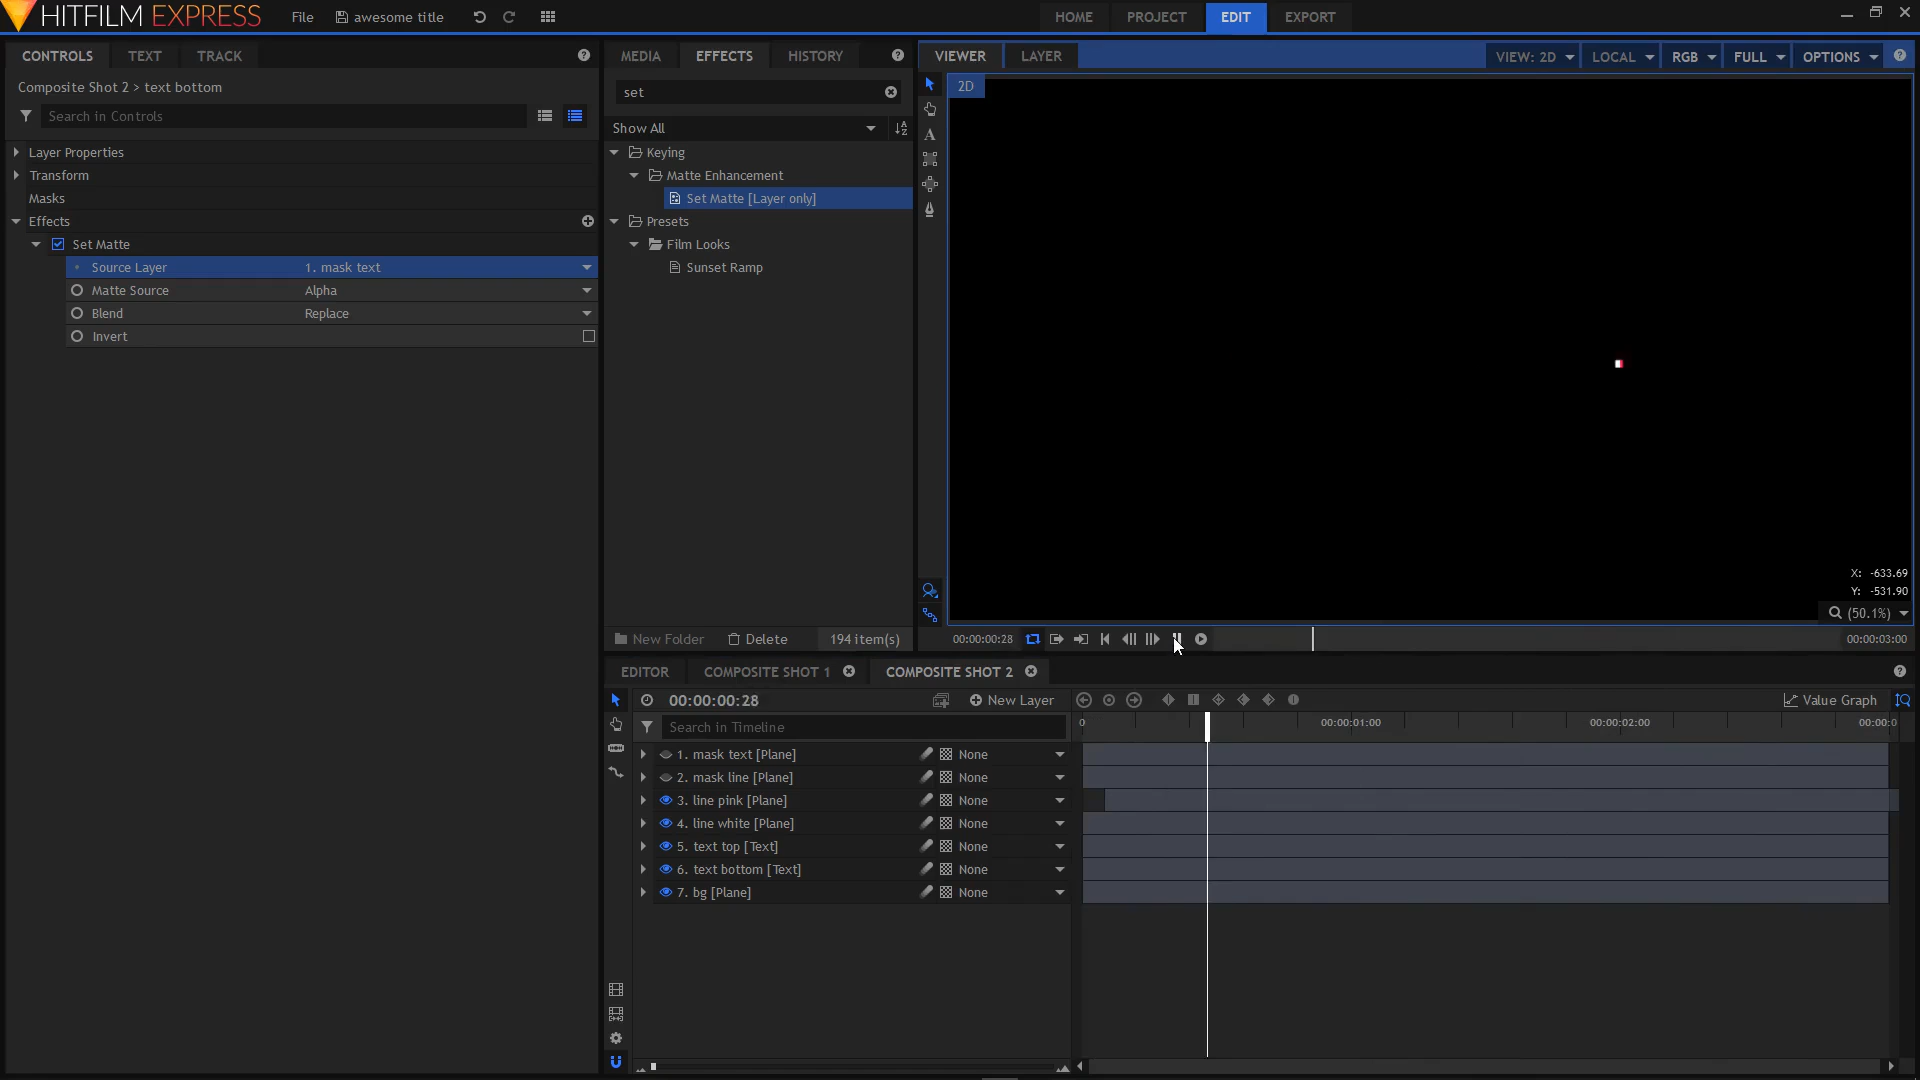 HITFILM EXPRESS
File
awesome title
HOME
PROJECT
EDIT
EXPORT
CONTROLS
TEXT
TRACK
MEDIA
EFFECTS
HISTORY
VIEWER
LAYER
VIEW: 2D
LOCAL
RGB
FULL
OPTIONS
Composite Shot 2 > text bottom
Search in Controls
Layer Properties
Transform
Masks
Effects
Set Matte
Source Layer 1. mask text
Matte Source Alpha
Blend Replace
Invert
set
Show All
Keying
Matte Enhancement
Set Matte [Layer only]
Presets
Film Looks
Sunset Ramp
New Folder
Delete
194 item(s)
2D
X: -633.69
Y: -531.90
(50.1%)
00:00:00:28
00:00:03:00
EDITOR
COMPOSITE SHOT 1
COMPOSITE SHOT 2
00:00:00:28
New Layer
Value Graph
Search in Timeline
0
00:00:01:00
00:00:02:00
00:00:0
1. mask text [Plane] None
2. mask line [Plane] None
3. line pink [Plane] None
4. line white [Plane] None
5. text top [Text] None
6. text bottom [Text] None
7. bg [Plane] None